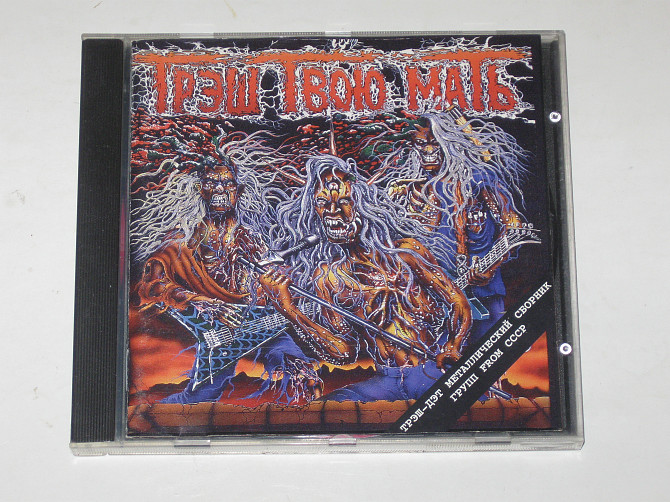 ТРЭШ ТВОЮ МАТЬ
ТРЭШ-ДЭТ МЕТАЛЛИЧЕСКИЙ СБОРНИК
ГРУПП FROM СССР